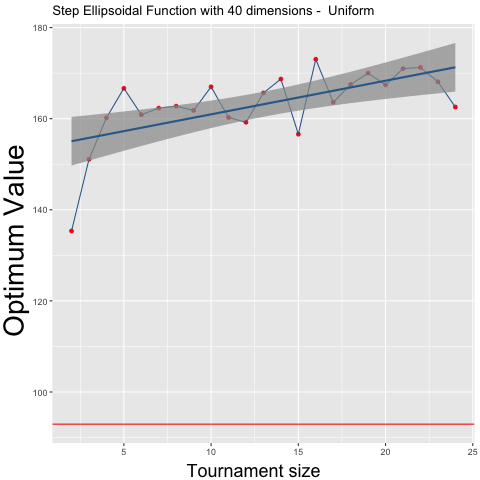 Step Ellipsoidal Function with 40 dimensions - Uniform
Optimum Value
180
160
140
120
100
5 10 15 20 25
Tournament size